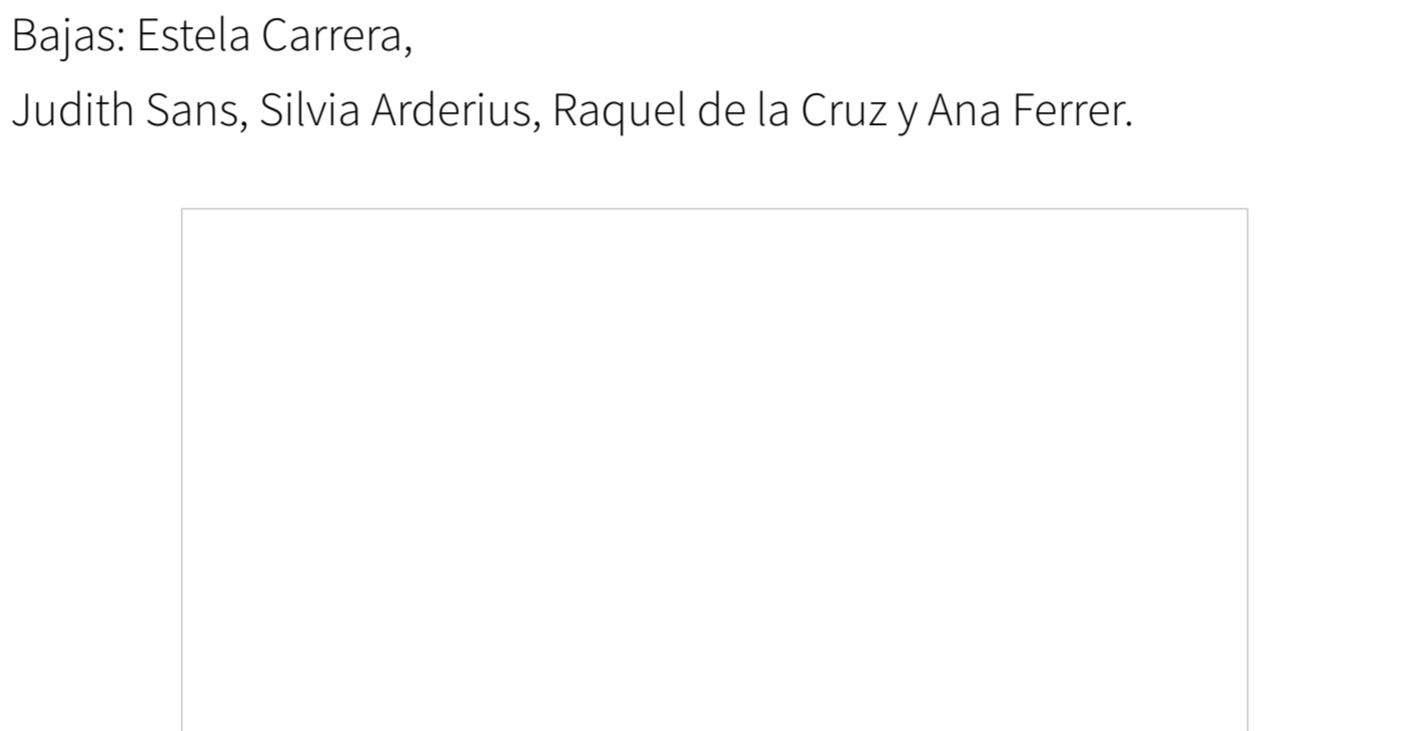 Bajas: Estela Carrera,
Judith Sans, Silvia Arderius, Raquel de la Cruz y Ana Ferrer.